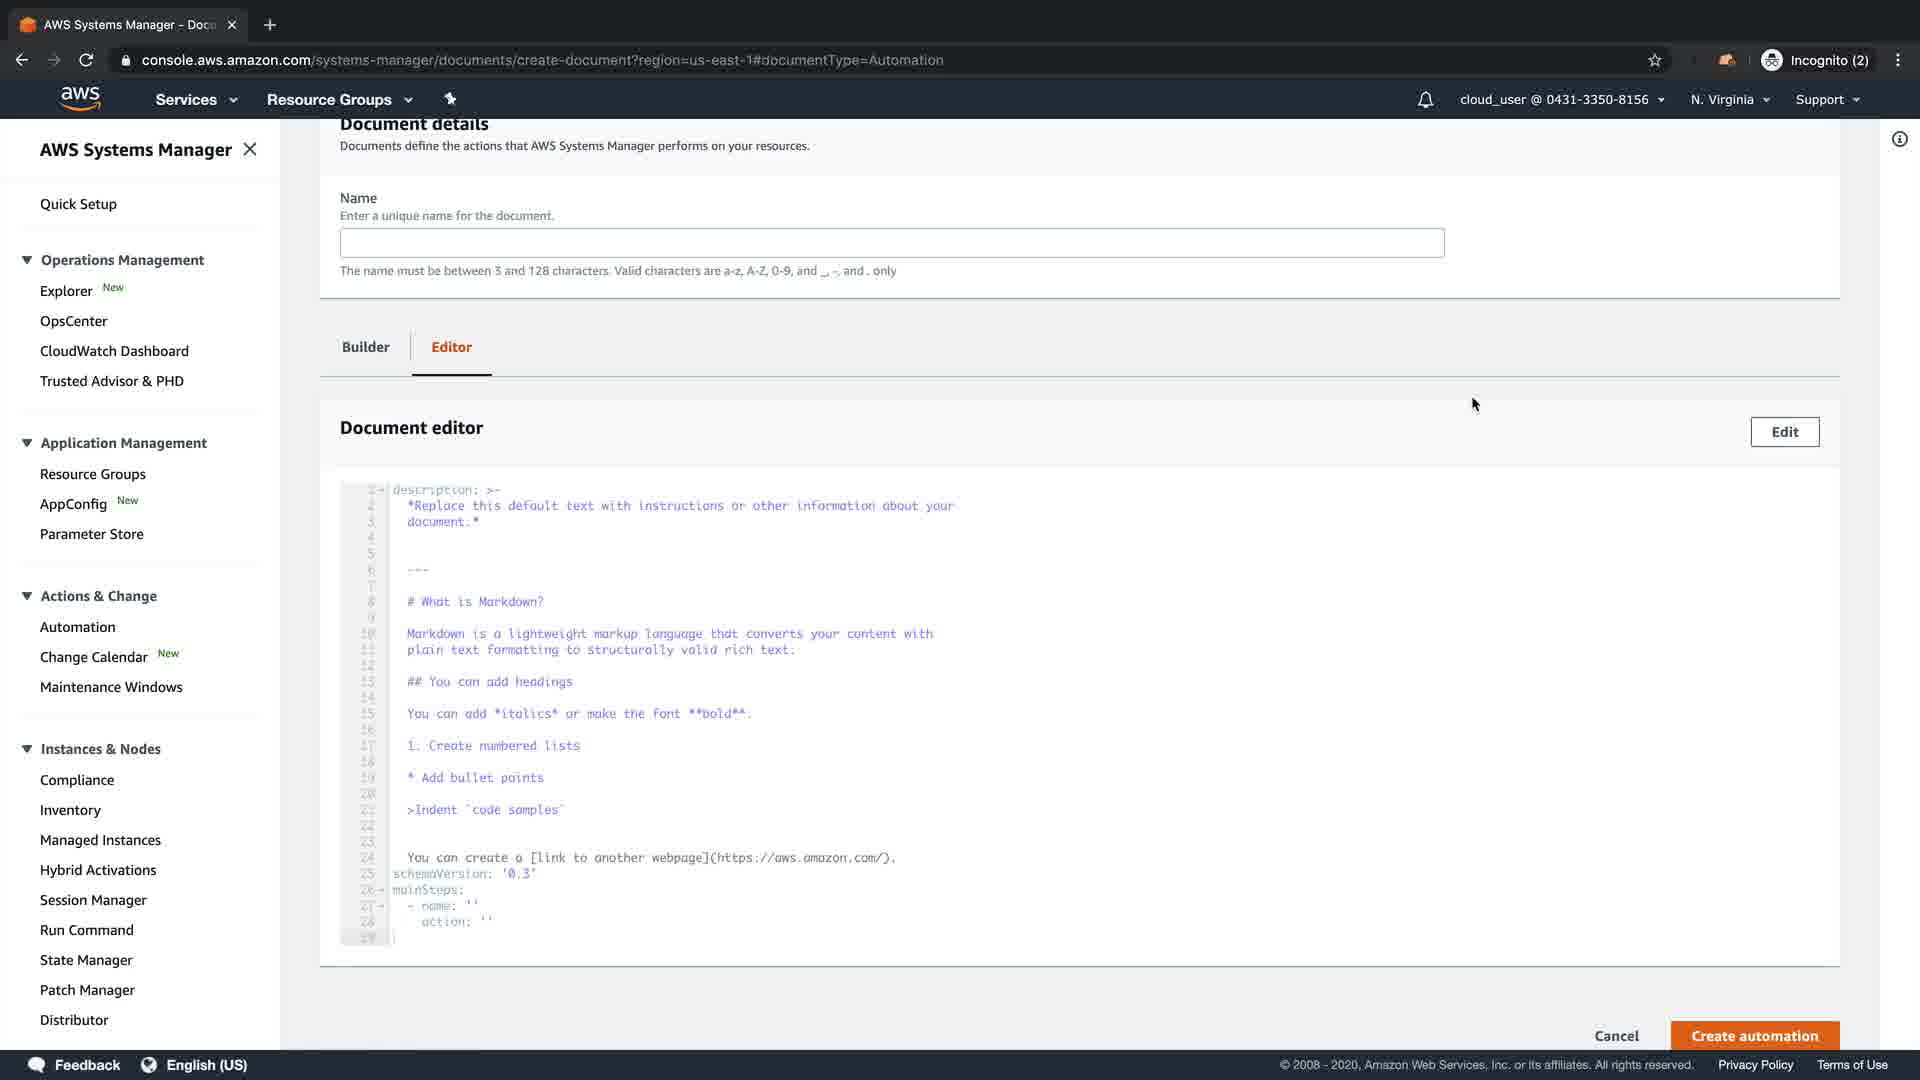 AWS Systems Manager - Docu
console.aws.amazon.com/systems-manager/documents/create-document?region=us-east-1#documentType=Automation
Incognito (2)
aws
Services
Resource Groups
cloud_user @ 0431-3350-8156
N. Virginia
Support
AWS Systems Manager
Quick Setup
Operations Management
Explorer New
OpsCenter
CloudWatch Dashboard
Trusted Advisor & PHD
Application Management
Resource Groups
AppConfig New
Parameter Store
Actions & Change
Automation
Change Calendar New
Maintenance Windows
Instances & Nodes
Compliance
Inventory
Managed Instances
Hybrid Activations
Session Manager
Run Command
State Manager
Patch Manager
Distributor
Document details
Documents define the actions that AWS Systems Manager performs on your resources.
Name
Enter a unique name for the document.
The name must be between 3 and 128 characters. Valid characters are a-z, A-Z, 0-9, and _, -, and . only
Builder
Editor
Document editor
Edit
1 description: >-
2 *Replace this default text with instructions or other information about your
3 document.*
4
5
6 ---
7
8 # What is Markdown?
9
10 Markdown is a lightweight markup language that converts your content with
11 plain text formatting to structurally valid rich text.
12
13 ## You can add headings
14
15 You can add *italics* or make the font **bold**.
16
17 1. Create numbered lists
18
19 * Add bullet points
20
21 >Indent `code samples`
22
23
24 You can create a [link to another webpage](https://aws.amazon.com/).
25 schemaVersion: '0.3'
26 mainSteps:
27 - name: ''
28 action: ''
29
Cancel
Create automation
Feedback
English (US)
© 2008 - 2020, Amazon Web Services, Inc. or its affiliates. All rights reserved.
Privacy Policy
Terms of Use